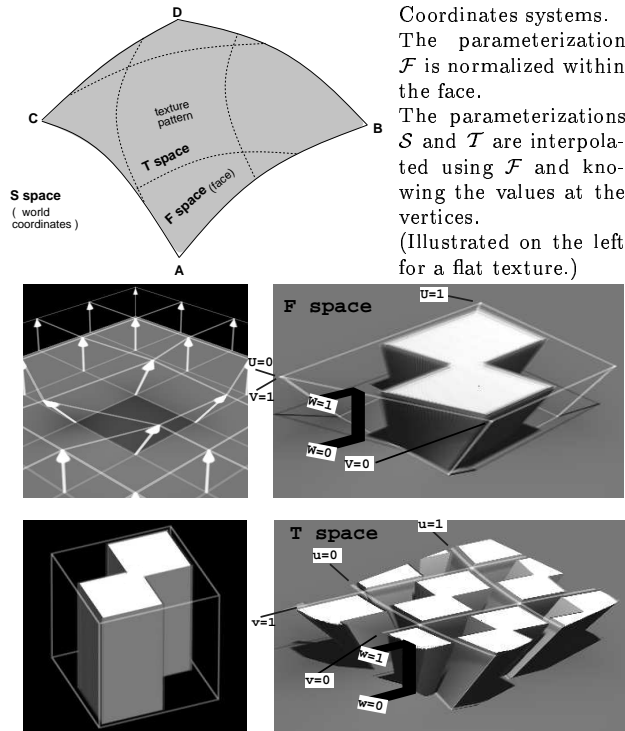 D
C
B
A
texture
pattern
T space
F space (face)
S space
( world
coordinates )
Coordinates systems.
The parameterization
𝓕 is normalized within
the face.
The parameterizations
𝓢 and 𝓣 are interpola-
ted using 𝓕 and kno-
wing the values at the
vertices.
(Illustrated on the left
for a flat texture.)
F space
U=1
U=0
V=1
W=1
W=0
V=0
T space
u=1
u=0
v=1
w=1
v=0
w=0